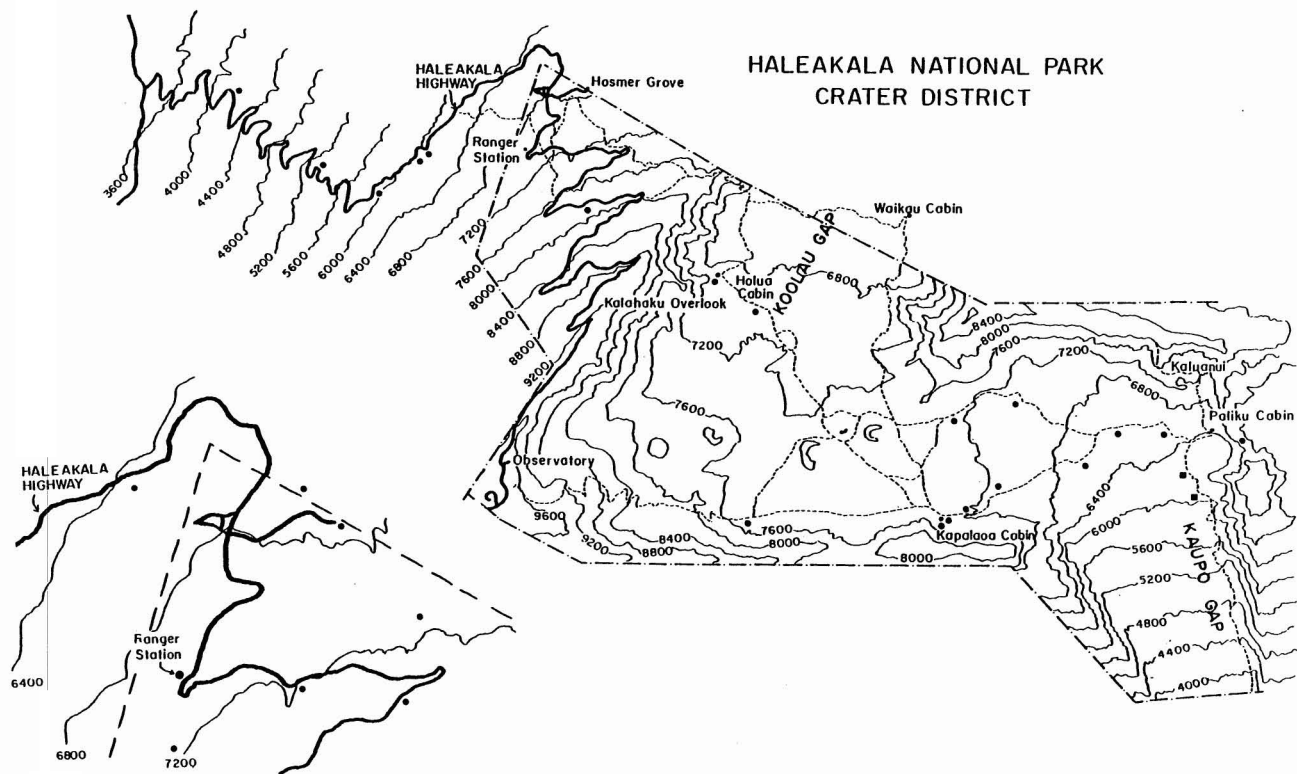 HALEAKALA NATIONAL PARK
CRATER DISTRICT
HALEAKALA
HIGHWAY
Hosmer Grove
Ranger
Station
3600
4000
4400
4800
5200
5600
6000
6400
6800
7200
7600
8000
8400
8800
9200
Waikau Cabin
KOOLAU GAP
6800
Holua
Cabin
Kalahaku Overlook
7200
8400
8000
7600
7200
6800
Kaluanui
Paliku Cabin
7600
Observatory
9600
9200
8800
8400
8000
7600
Kapalaoa Cabin
8000
6400
6000
5600
5200
4800
4400
4000
KAUPO GAP
HALEAKALA
HIGHWAY
Ranger
Station
6400
6800
7200